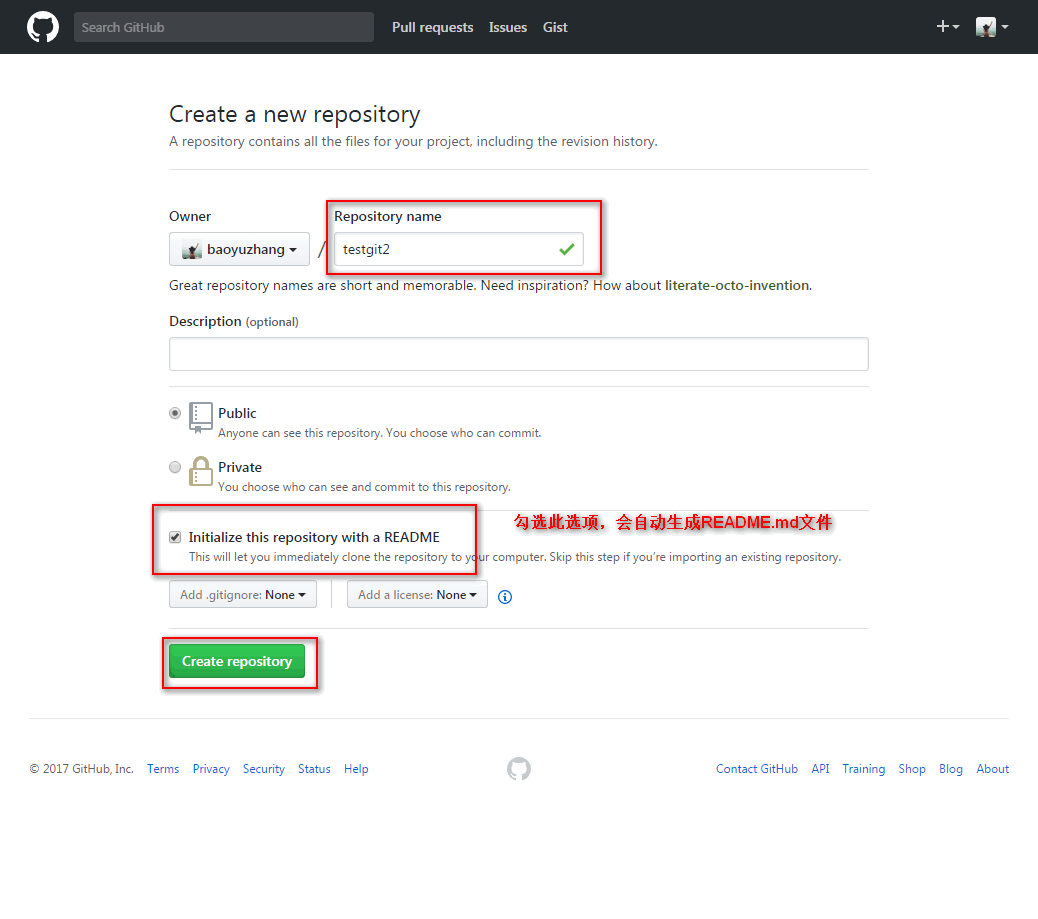 Search GitHub Pull requests Issues Gist
Create a new repository
A repository contains all the files for your project, including the revision history.
Owner
Repository name
baoyuzhang / testgit2
Great repository names are short and memorable. Need inspiration? How about literate-octo-invention.
Description (optional)
Public
Anyone can see this repository. You choose who can commit.
Private
You choose who can see and commit to this repository.
勾选此选项，会自动生成README.md文件
Initialize this repository with a README
This will let you immediately clone the repository to your computer. Skip this step if you’re importing an existing repository.
Add .gitignore: None Add a license: None
Create repository
© 2017 GitHub, Inc. Terms Privacy Security Status Help Contact GitHub API Training Shop Blog About